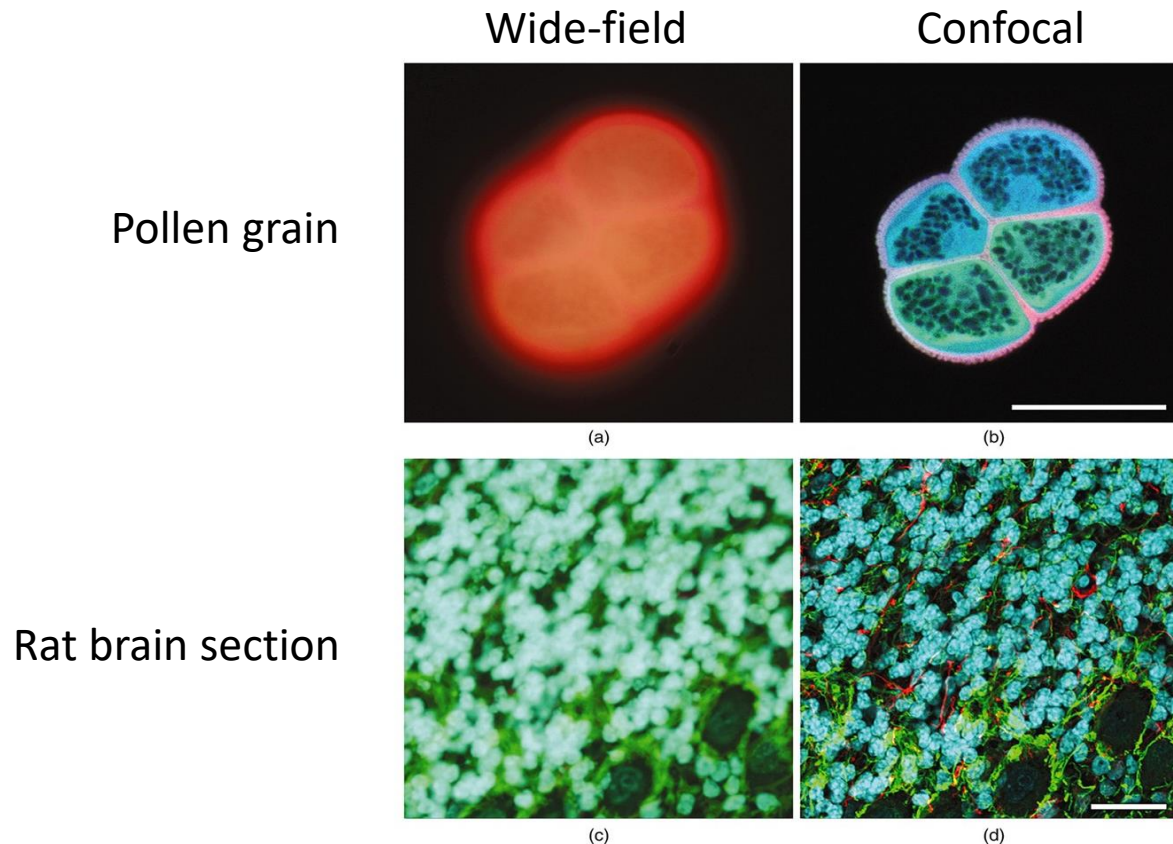 Wide-field
Confocal
Pollen grain
(a)
(b)
Rat brain section
(c)
(d)